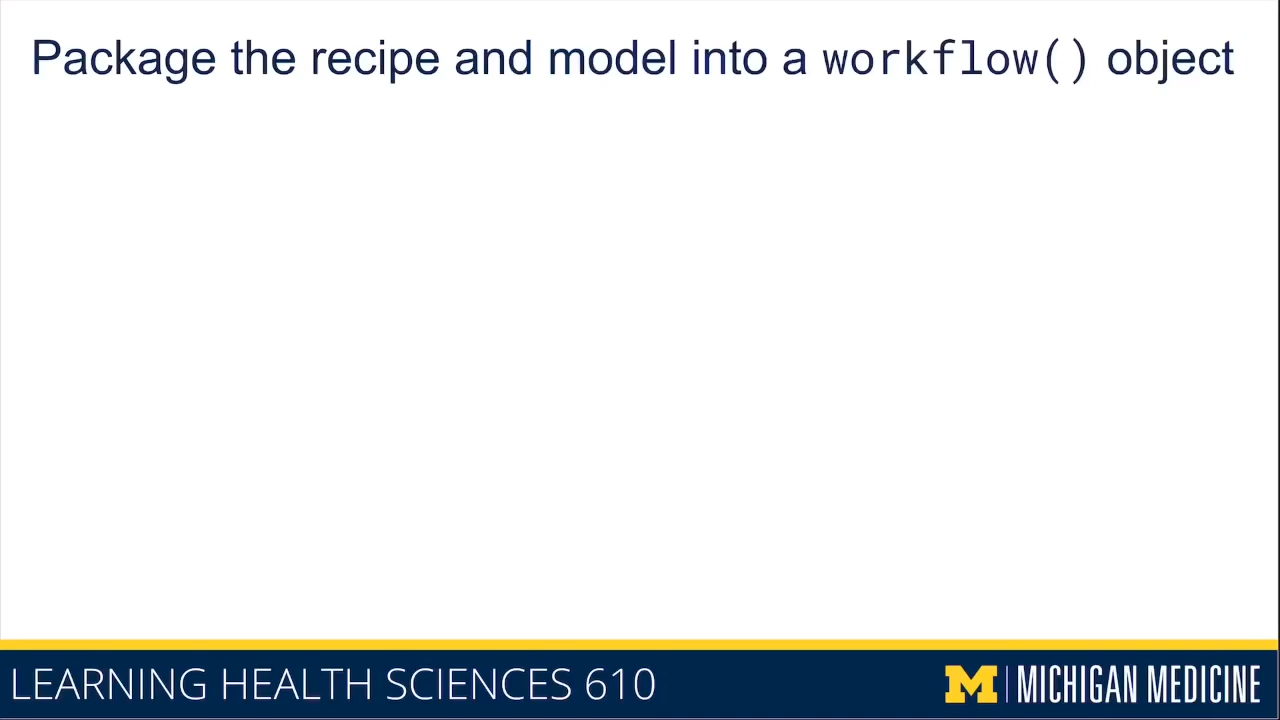 Package the recipe and model into a workflow() object
LEARNING HEALTH SCIENCES 610
M | MICHIGAN MEDICINE